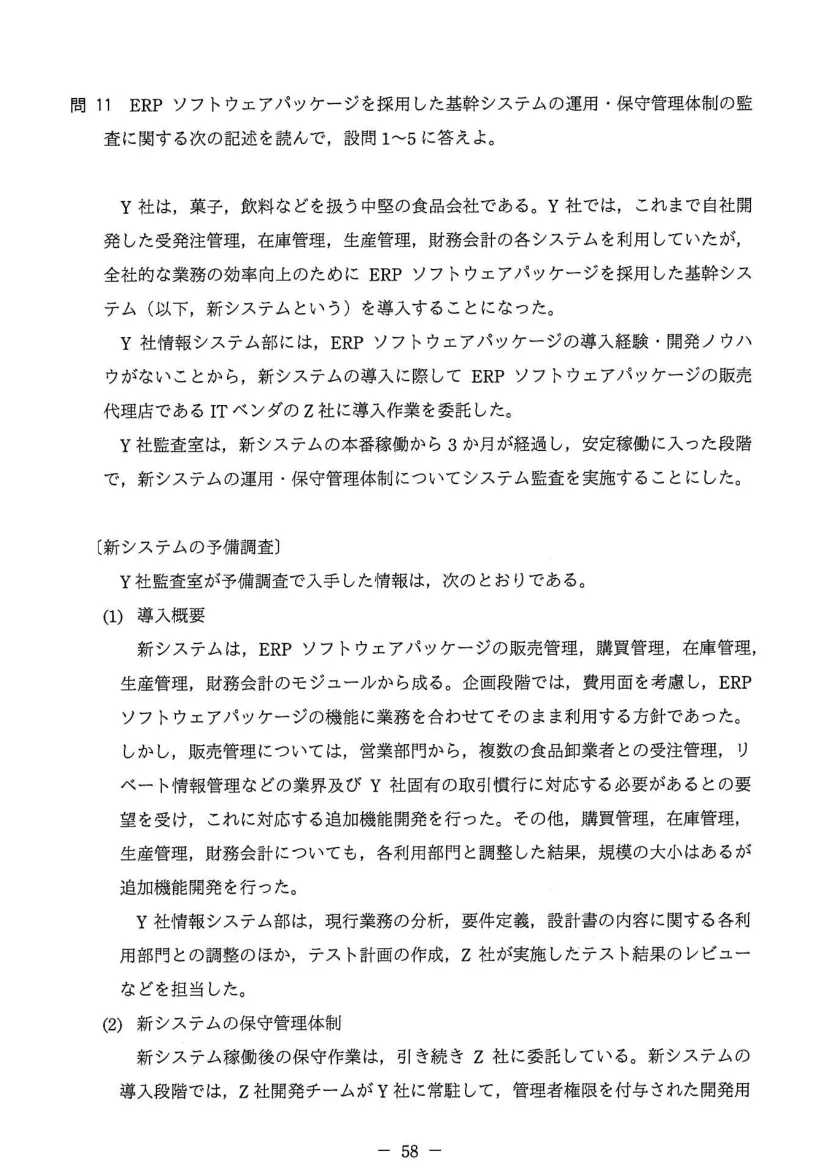 問 11 ERP ソフトウェアパッケージを採用した基幹システムの運用・保守管理体制の監
査に関する次の記述を読んで，設問 1～5 に答えよ。
Y 社は，菓子，飲料などを扱う中堅の食品会社である。Y 社では，これまで自社開
発した受発注管理，在庫管理，生産管理，財務会計の各システムを利用していたが，
全社的な業務の効率向上のために ERP ソフトウェアパッケージを採用した基幹シス
テム（以下，新システムという）を導入することになった。
Y 社情報システム部には，ERP ソフトウェアパッケージの導入経験・開発ノウハ
ウがないことから，新システムの導入に際して ERP ソフトウェアパッケージの販売
代理店である IT ベンダの Z 社に導入作業を委託した。
Y 社監査室は，新システムの本番稼働から 3 か月が経過し，安定稼働に入った段階
で，新システムの運用・保守管理体制についてシステム監査を実施することにした。
〔新システムの予備調査〕
Y 社監査室が予備調査で入手した情報は，次のとおりである。
(1) 導入概要
新システムは，ERP ソフトウェアパッケージの販売管理，購買管理，在庫管理，
生産管理，財務会計のモジュールから成る。企画段階では，費用面を考慮し，ERP
ソフトウェアパッケージの機能に業務を合わせてそのまま利用する方針であった。
しかし，販売管理については，営業部門から，複数の食品卸業者との受注管理，リ
ベート情報管理などの業界及び Y 社固有の取引慣行に対応する必要があるとの要
望を受け，これに対応する追加機能開発を行った。その他，購買管理，在庫管理，
生産管理，財務会計についても，各利用部門と調整した結果，規模の大小はあるが
追加機能開発を行った。
Y 社情報システム部は，現行業務の分析，要件定義，設計書の内容に関する各利
用部門との調整のほか，テスト計画の作成，Z 社が実施したテスト結果のレビュー
などを担当した。
(2) 新システムの保守管理体制
新システム稼働後の保守作業は，引き続き Z 社に委託している。新システムの
導入段階では，Z 社開発チームが Y 社に常駐して，管理者権限を付与された開発用
－ 58 －